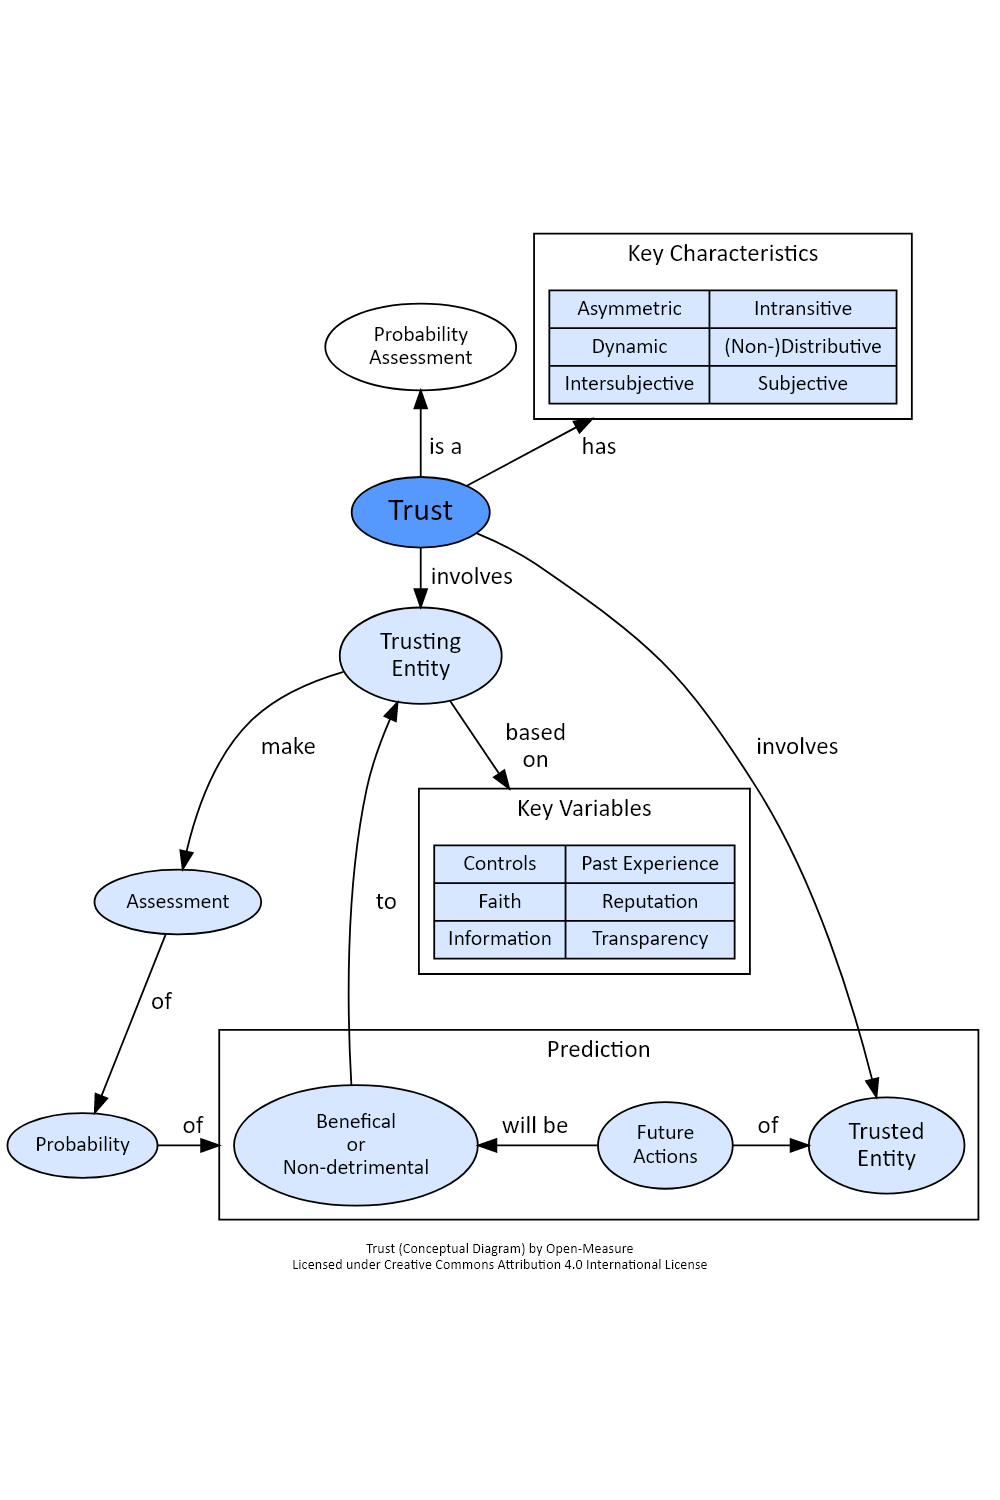 Key Characteristics
Asymmetric Intransitive
Dynamic (Non-)Distributive
Intersubjective Subjective
Probability
Assessment
is a
has
Trust
involves
Trusting
Entity
make
based
on
involves
Key Variables
Controls Past Experience
Faith Reputation
Information Transparency
to
Assessment
of
Prediction
Probability
of
Benefical
or
Non-detrimental
will be
Future
Actions
of
Trusted
Entity
Trust (Conceptual Diagram) by Open-Measure
Licensed under Creative Commons Attribution 4.0 International License